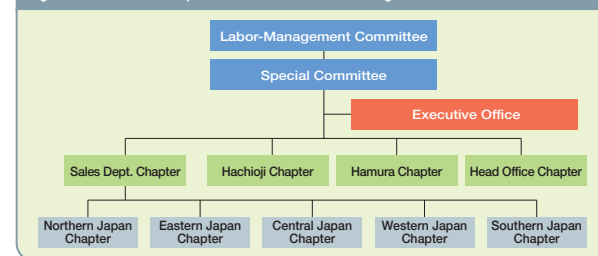 Labor-Management Committee
Special Committee
Executive Office
Sales Dept. Chapter
Hachioji Chapter
Hamura Chapter
Head Office Chapter
Northern Japan
Chapter
Eastern Japan
Chapter
Central Japan
Chapter
Western Japan
Chapter
Southern Japan
Chapter